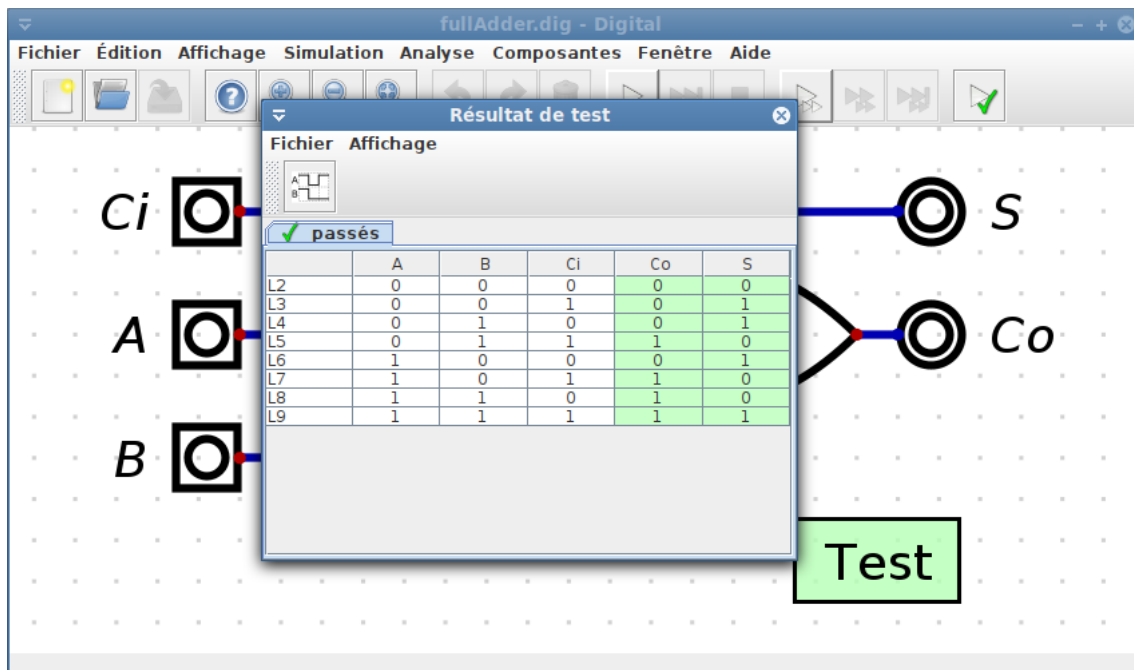 fullAdder.dig - Digital
Fichier Édition Affichage Simulation Analyse Composantes Fenêtre Aide
Résultat de test
Fichier Affichage
A
B
passés
A B Ci Co S
L2 0 0 0 0 0
L3 0 0 1 0 1
L4 0 1 0 0 1
L5 0 1 1 1 0
L6 1 0 0 0 1
L7 1 0 1 1 0
L8 1 1 0 1 0
L9 1 1 1 1 1
Ci
S
A
Co
B
Test